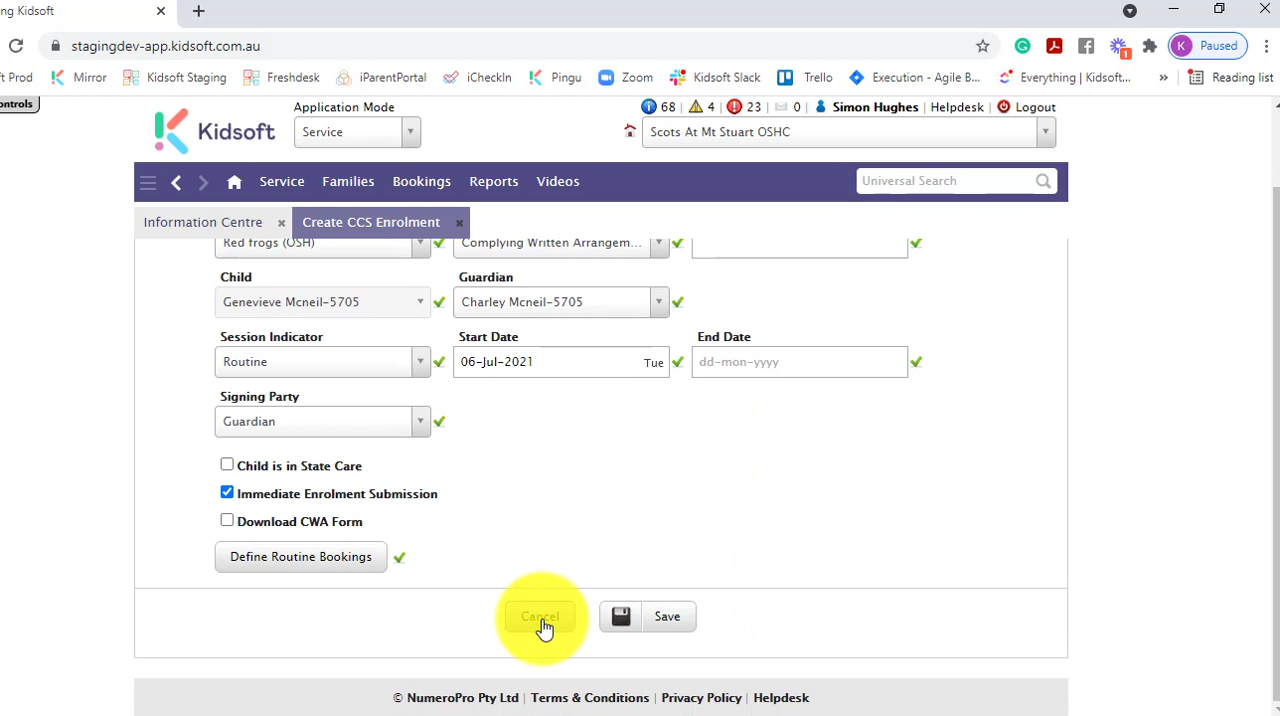 ng Kidsoft
stagingdev-app.kidsoft.com.au
K Paused
ft Prod Mirror Kidsoft Staging Freshdesk iParentPortal iCheckIn Pingu Zoom Kidsoft Slack Trello Execution - Agile B... Everything | Kidsoft... » Reading list
ontrols
Kidsoft
Application Mode
Service
68 4 23 0 Simon Hughes | Helpdesk | Logout
Scots At Mt Stuart OSHC
Service Families Bookings Reports Videos
Universal Search
Information Centre
Create CCS Enrolment
Red frogs (OSH)
Complying Written Arrangem...
Child
Genevieve Mcneil-5705
Guardian
Charley Mcneil-5705
Session Indicator
Routine
Start Date
06-Jul-2021 Tue
End Date
dd-mon-yyyy
Signing Party
Guardian
Child is in State Care
Immediate Enrolment Submission
Download CWA Form
Define Routine Bookings
Cancel
Save
© NumeroPro Pty Ltd | Terms & Conditions | Privacy Policy | Helpdesk